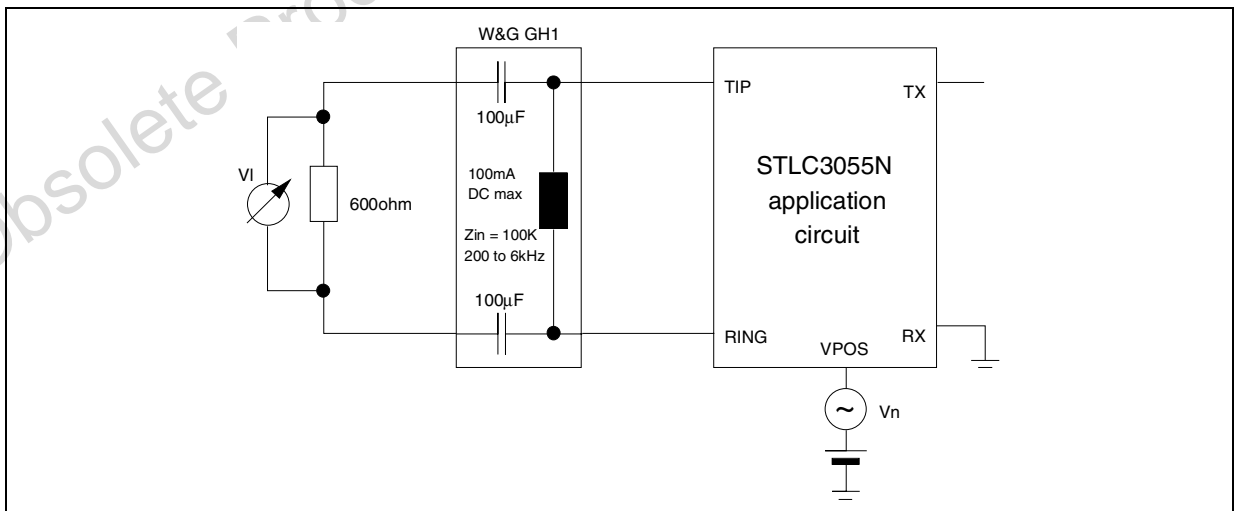 W&G GH1
100μF
100mA
DC max
Zin = 100K
200 to 6kHz
100μF
VI
600ohm
TIP
TX
STLC3055N
application
circuit
RING
RX
VPOS
~
Vn